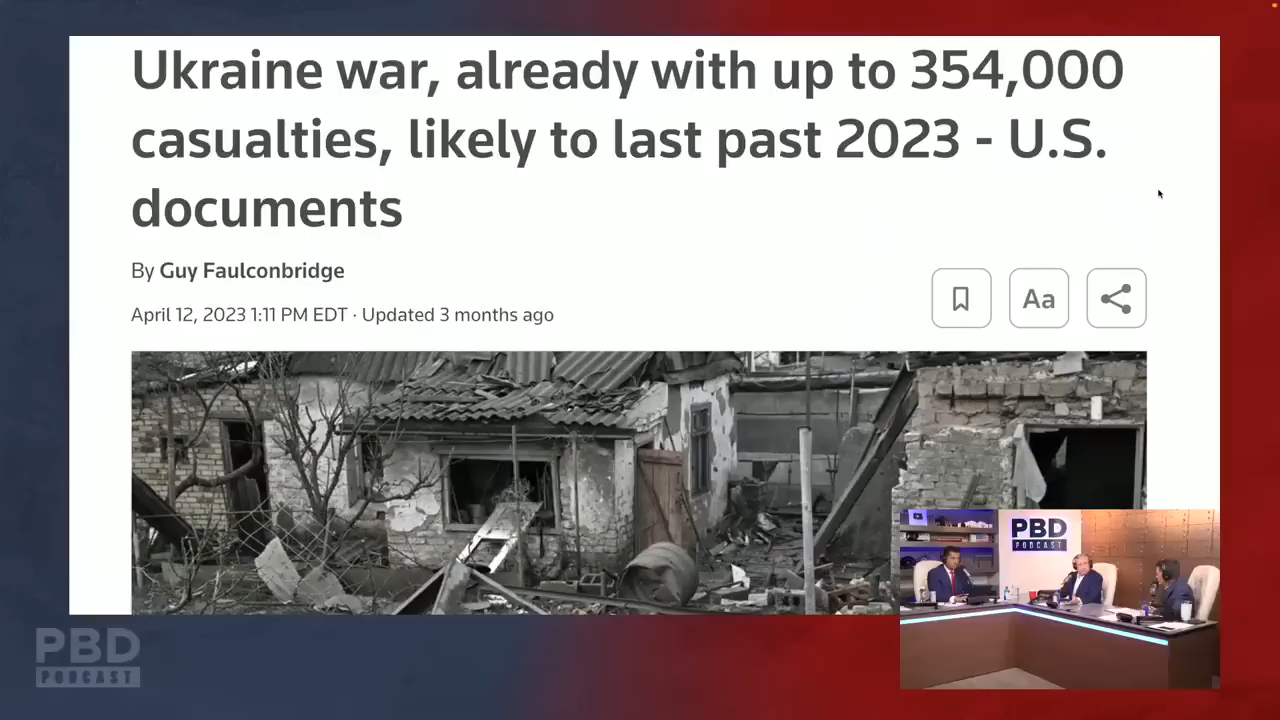 Ukraine war, already with up to 354,000
casualties, likely to last past 2023 - U.S.
documents
By Guy Faulconbridge
April 12, 2023 1:11 PM EDT · Updated 3 months ago
Aa
PBD
PODCAST
PBD
PODCAST